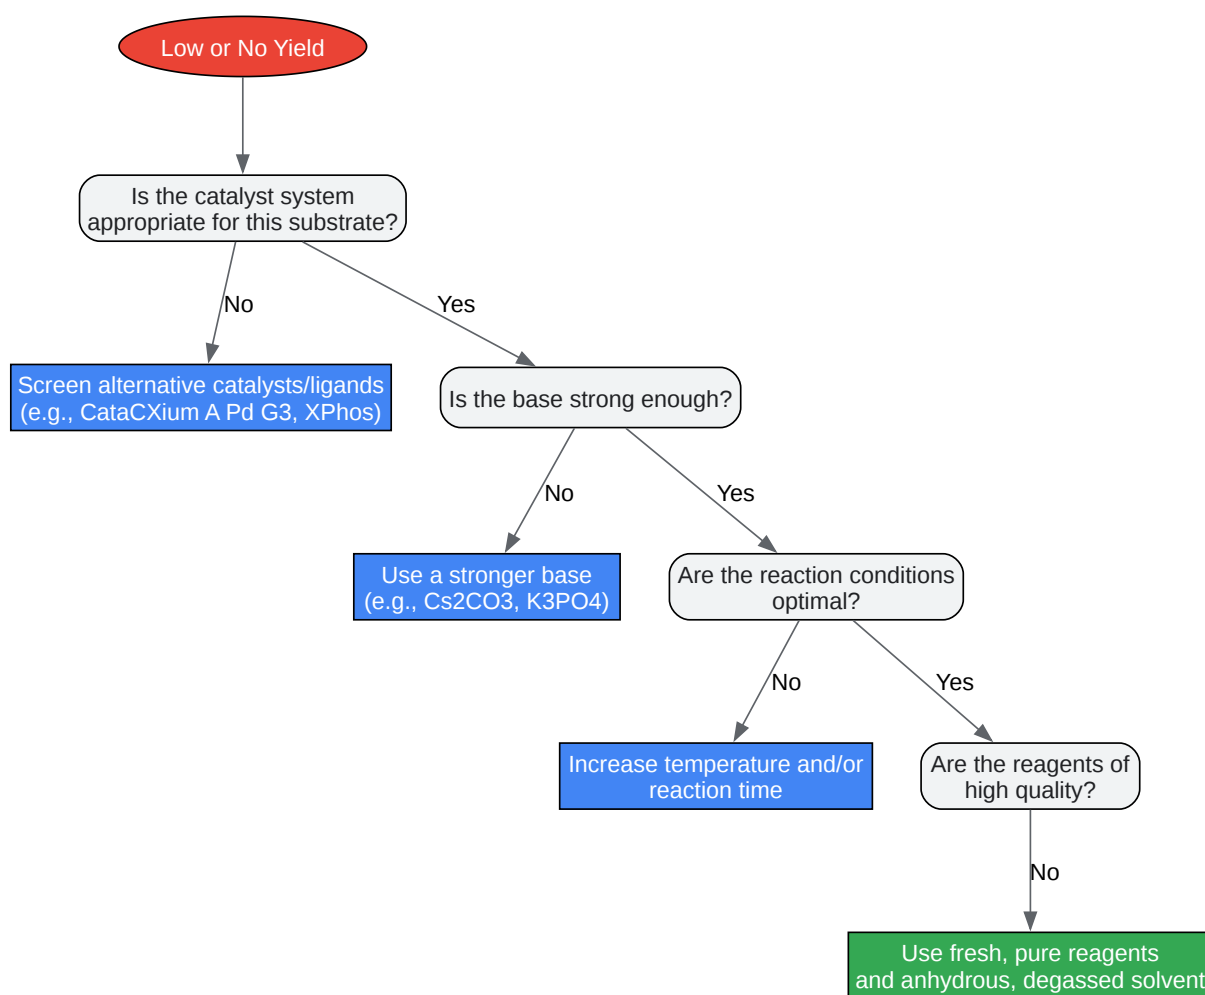 Low or No Yield
Is the catalyst system
appropriate for this substrate?
No
Yes
Screen alternative catalysts/ligands
(e.g., CataCXium A Pd G3, XPhos)
Is the base strong enough?
No
Yes
Use a stronger base
(e.g., Cs2CO3, K3PO4)
Are the reaction conditions
optimal?
No
Yes
Increase temperature and/or
reaction time
Are the reagents of
high quality?
No
Use fresh, pure reagents
and anhydrous, degassed solvent